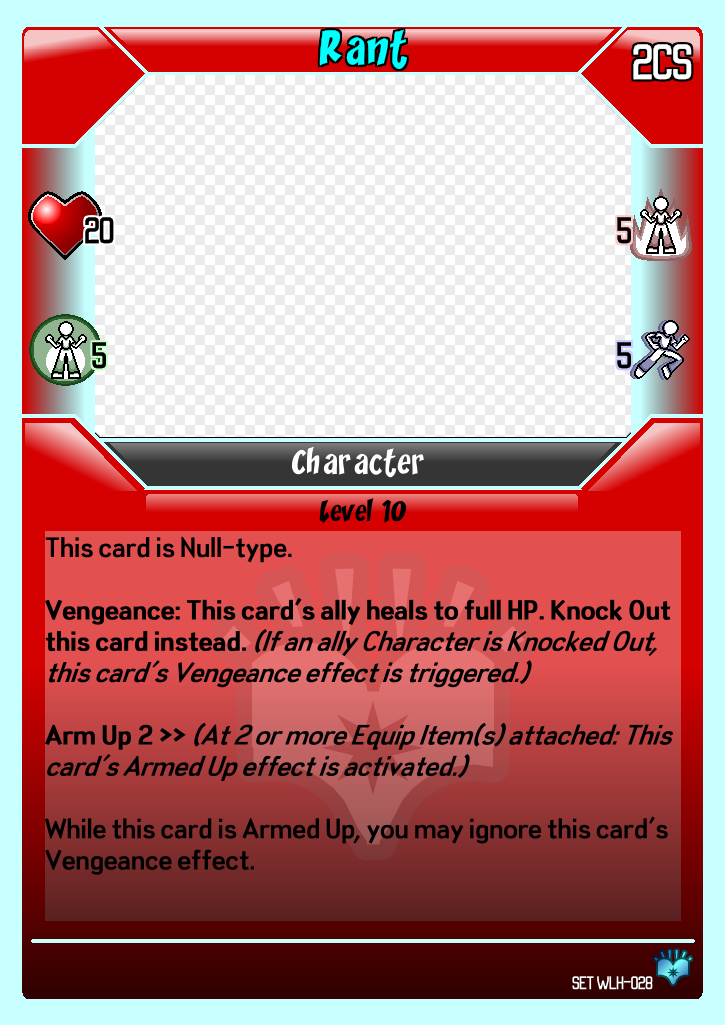 Rant
2CS
20
5
5
5
Character
Level 10
This card is Null-type.
Vengeance: This card's ally heals to full HP. Knock Out
this card instead. (If an ally Character is Knocked Out,
this card's Vengeance effect is triggered.)
Arm Up 2 >> (At 2 or more Equip Item(s) attached: This
card's Armed Up effect is activated.)
While this card is Armed Up, you may ignore this card's
Vengeance effect.
SET WLH-028